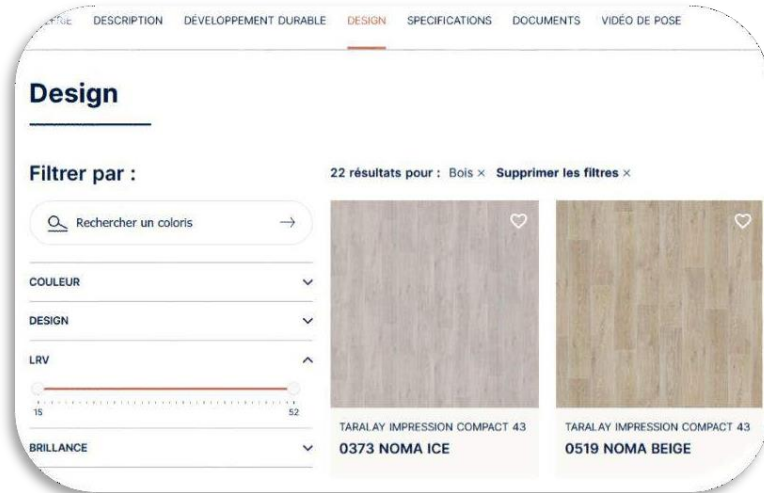 DESCRIPTION DÉVELOPPEMENT DURABLE DESIGN SPECIFICATIONS DOCUMENTS VIDÉO DE POSE
Design
Filtrer par :
22 résultats pour : Bois × Supprimer les filtres ×
Rechercher un coloris →
COULEUR
DESIGN
LRV
15 52
BRILLANCE
TARALAY IMPRESSION COMPACT 43
0373 NOMA ICE
TARALAY IMPRESSION COMPACT 43
0519 NOMA BEIGE